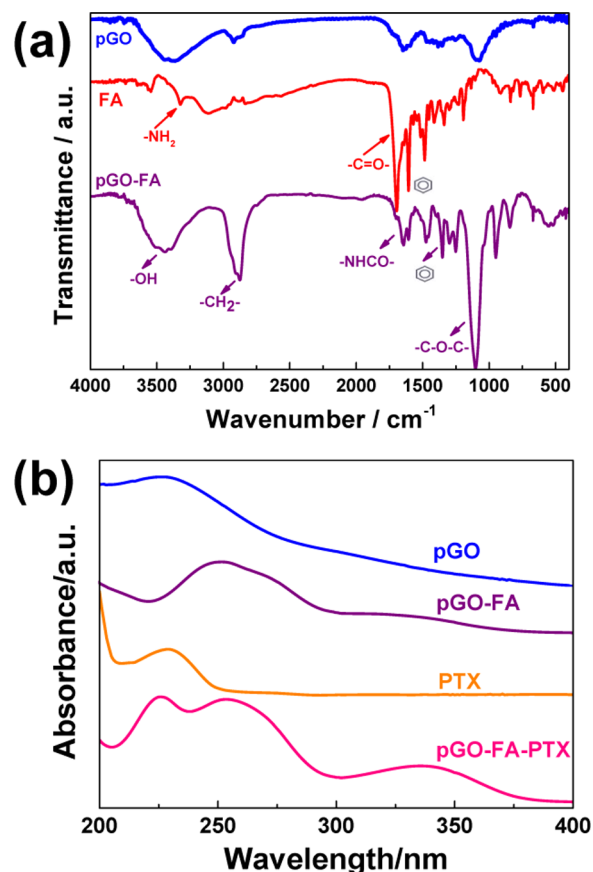 (a)
pGO
FA
-NH2
-C=O-
pGO-FA
-OH
-CH2-
-NHCO-
-C-O-C-
Transmittance / a.u.
4000 3500 3000 2500 2000 1500 1000 500
Wavenumber / cm-1
(b)
pGO
pGO-FA
PTX
pGO-FA-PTX
Absorbance/a.u.
200 250 300 350 400
Wavelength/nm